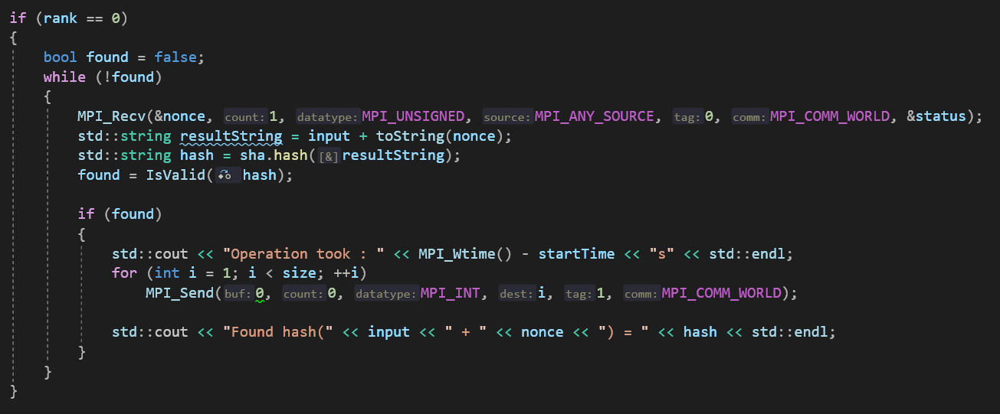 if (rank == 0)
{
    bool found = false;
    while (!found)
    {
        MPI_Recv(&nonce, count: 1, datatype: MPI_UNSIGNED, source: MPI_ANY_SOURCE, tag: 0, comm: MPI_COMM_WORLD, &status);
        std::string resultString = input + toString(nonce);
        std::string hash = sha.hash([&]resultString);
        found = IsValid(hash);

        if (found)
        {
            std::cout << "Operation took : " << MPI_Wtime() - startTime << "s" << std::endl;
            for (int i = 1; i < size; ++i)
                MPI_Send(buf: 0, count: 0, datatype: MPI_INT, dest: i, tag: 1, comm: MPI_COMM_WORLD);

            std::cout << "Found hash(" << input << " + " << nonce << ") = " << hash << std::endl;
        }
    }
}